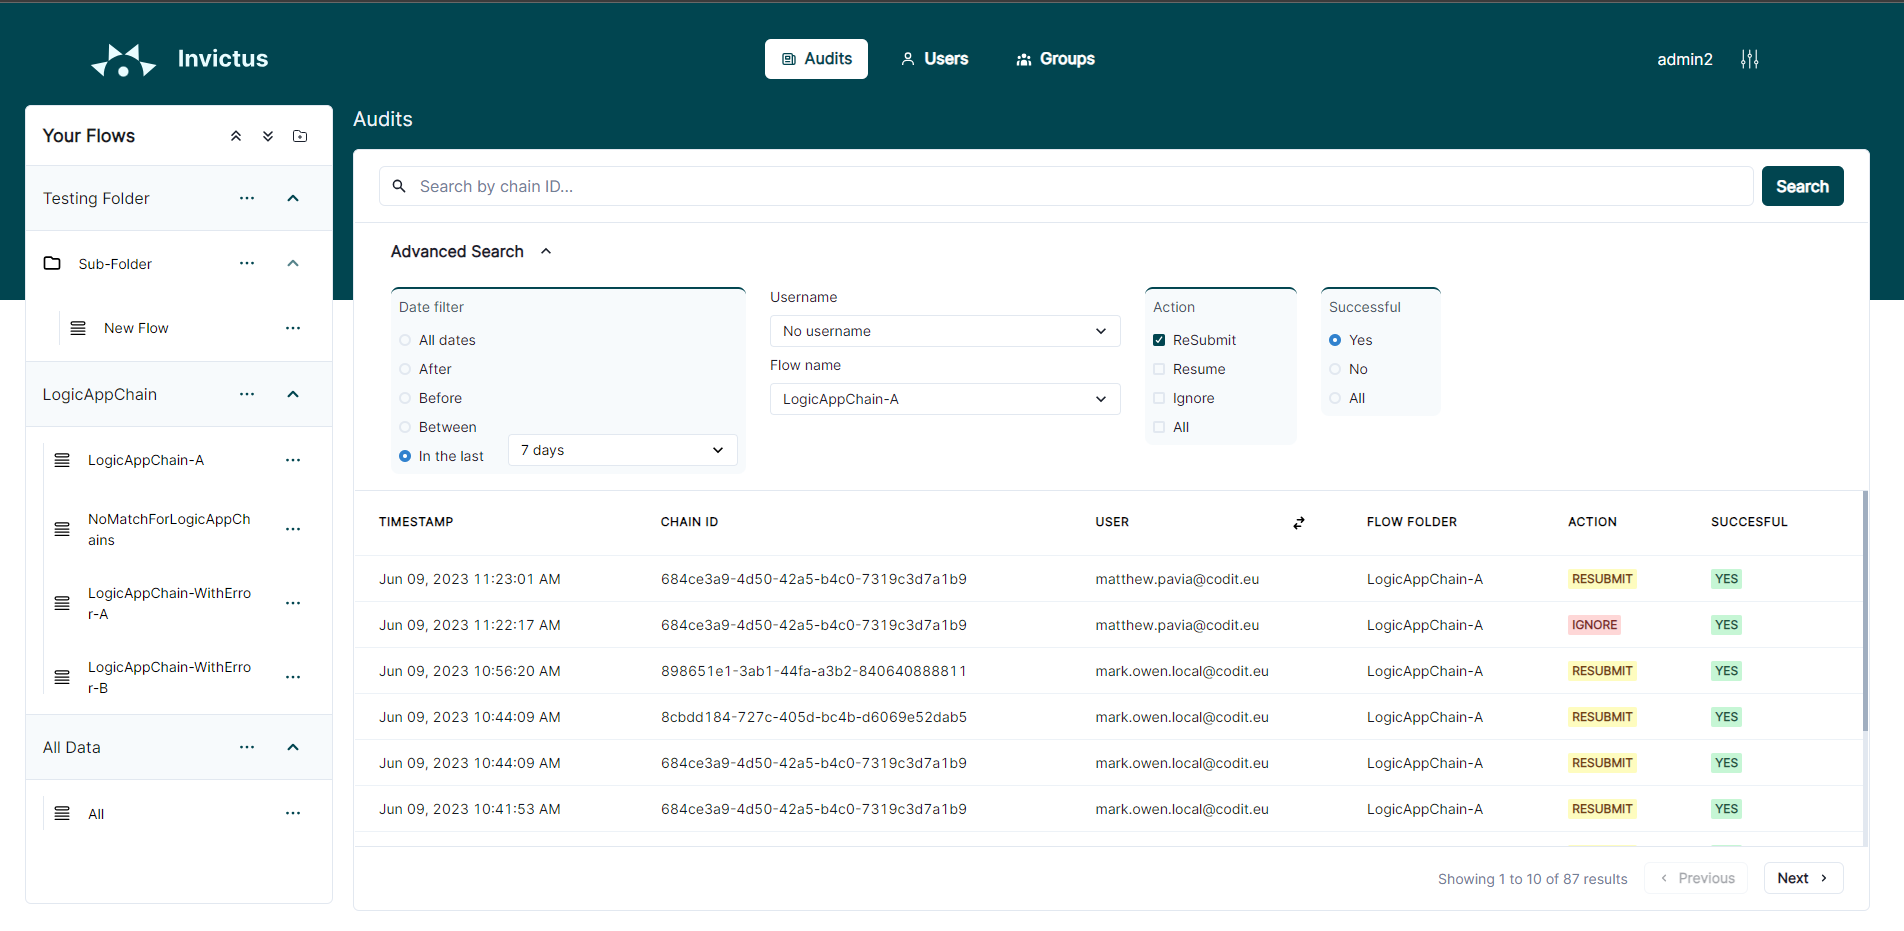 Invictus
Audits
Users
Groups
admin2
Your Flows
Testing Folder
Sub-Folder
New Flow
LogicAppChain
LogicAppChain-A
NoMatchForLogicAppCh
ains
LogicAppChain-WithErro
r-A
LogicAppChain-WithErro
r-B
All Data
All
Audits
Search by chain ID...
Search
Advanced Search
Date filter
All dates
After
Before
Between
In the last
7 days
Username
No username
Flow name
LogicAppChain-A
Action
ReSubmit
Resume
Ignore
All
Successful
Yes
No
All
TIMESTAMP CHAIN ID USER FLOW FOLDER ACTION SUCCESFUL
Jun 09, 2023 11:23:01 AM 684ce3a9-4d50-42a5-b4c0-7319c3d7a1b9 matthew.pavia@codit.eu LogicAppChain-A RESUBMIT YES
Jun 09, 2023 11:22:17 AM 684ce3a9-4d50-42a5-b4c0-7319c3d7a1b9 matthew.pavia@codit.eu LogicAppChain-A IGNORE YES
Jun 09, 2023 10:56:20 AM 898651e1-3ab1-44fa-a3b2-840640888811 mark.owen.local@codit.eu LogicAppChain-A RESUBMIT YES
Jun 09, 2023 10:44:09 AM 8cbdd184-727c-405d-bc4b-d6069e52dab5 mark.owen.local@codit.eu LogicAppChain-A RESUBMIT YES
Jun 09, 2023 10:44:09 AM 684ce3a9-4d50-42a5-b4c0-7319c3d7a1b9 mark.owen.local@codit.eu LogicAppChain-A RESUBMIT YES
Jun 09, 2023 10:41:53 AM 684ce3a9-4d50-42a5-b4c0-7319c3d7a1b9 mark.owen.local@codit.eu LogicAppChain-A RESUBMIT YES
Showing 1 to 10 of 87 results
Previous
Next